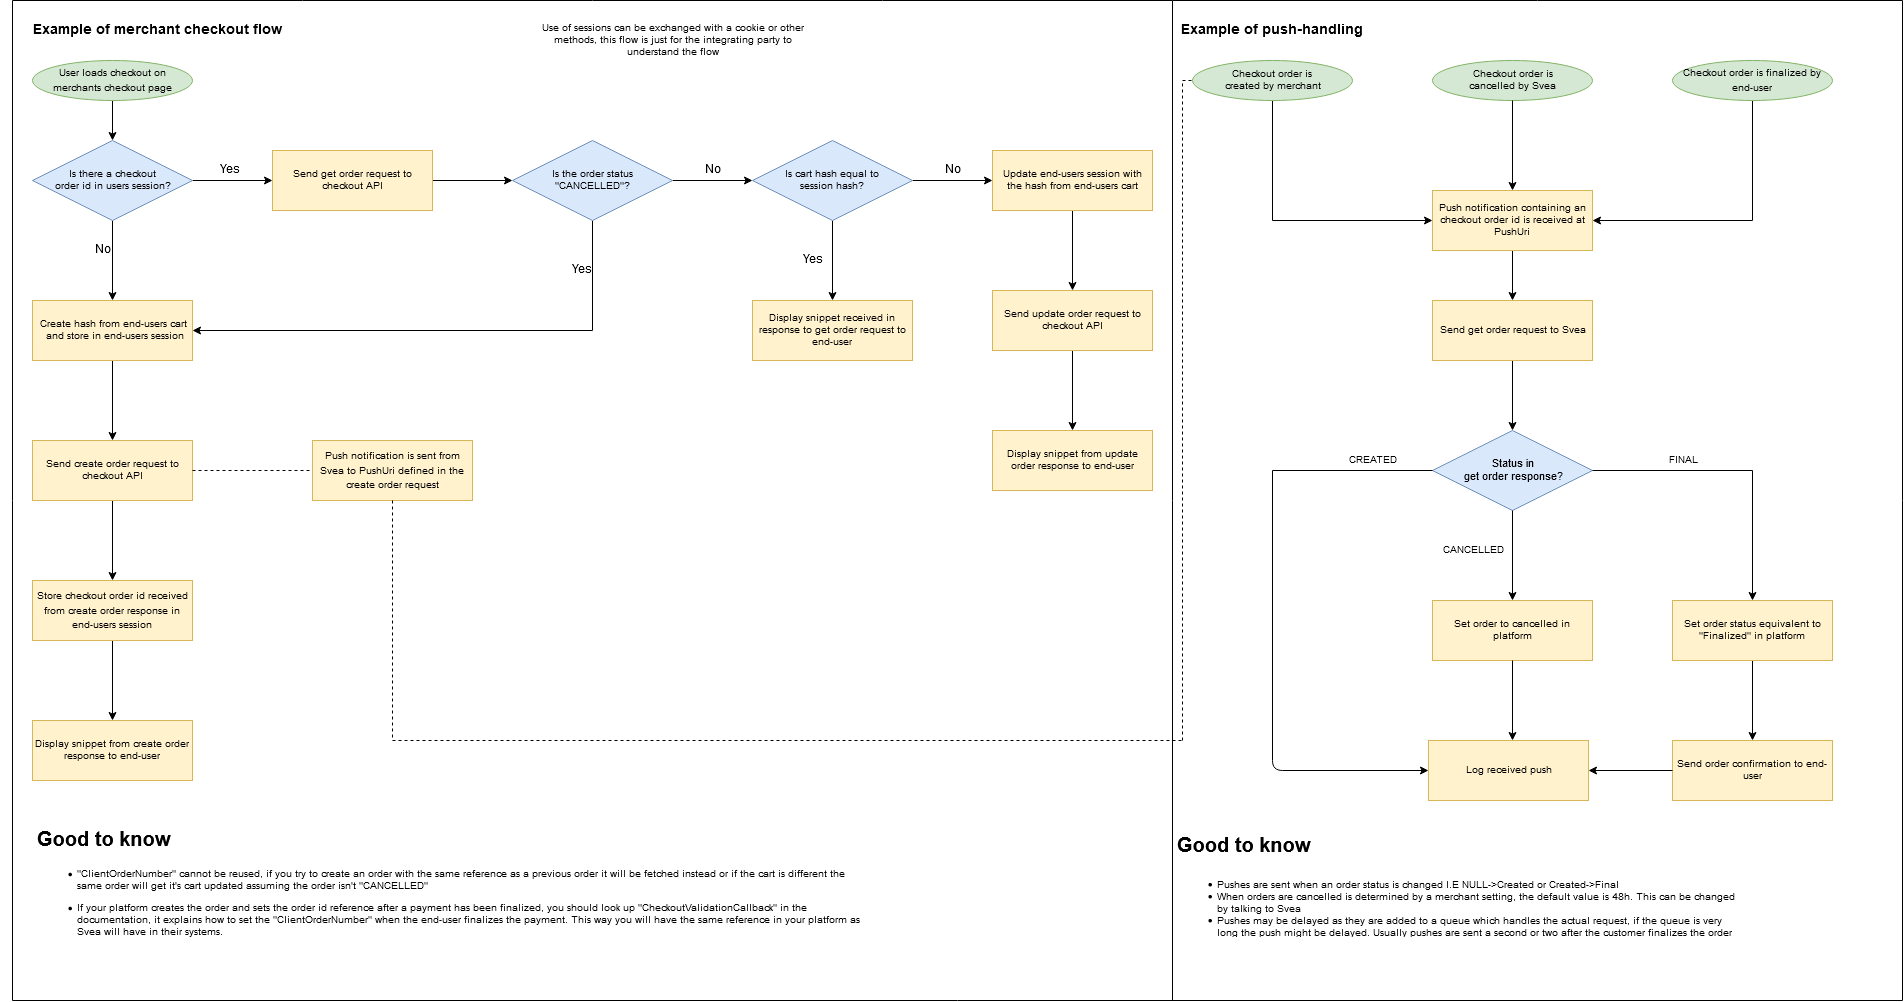 Example of merchant checkout flow
Use of sessions can be exchanged with a cookie or other
methods, this flow is just for the integrating party to
understand the flow
User loads checkout on
merchants checkout page
Is there a checkout
order id in users session?
Yes
Send get order request to
checkout API
Is the order status
"CANCELLED"?
No
Is cart hash equal to
session hash?
No
Update end-users session with
the hash from end-users cart
No
Yes
Yes
Create hash from end-users cart
and store in end-users session
Display snippet received in
response to get order request to
end-user
Send update order request to
checkout API
Send create order request to
checkout API
Push notification is sent from
Svea to PushUri defined in the
create order request
Display snippet from update
order response to end-user
Store checkout order id received
from create order response in
end-users session
Display snippet from create order
response to end-user
Good to know
• "ClientOrderNumber" cannot be reused, if you try to create an order with the same reference as a previous order it will be fetched instead or if the cart is different the
same order will get it's cart updated assuming the order isn't "CANCELLED"
• If your platform creates the order and sets the order id reference after a payment has been finalized, you should look up "CheckoutValidationCallback" in the
documentation, it explains how to set the "ClientOrderNumber" when the end-user finalizes the payment. This way you will have the same reference in your platform as
Svea will have in their systems.
Example of push-handling
Checkout order is
created by merchant
Checkout order is
cancelled by Svea
Checkout order is finalized by
end-user
Push notification containing an
checkout order id is received at
PushUri
Send get order request to Svea
CREATED
Status in
get order response?
FINAL
CANCELLED
Set order to cancelled in
platform
Set order status equivalent to
"Finalized" in platform
Log received push
Send order confirmation to end-
user
Good to know
• Pushes are sent when an order status is changed I.E NULL->Created or Created->Final
• When orders are cancelled is determined by a merchant setting, the default value is 48h. This can be changed
by talking to Svea
• Pushes may be delayed as they are added to a queue which handles the actual request, if the queue is very
long the push might be delayed. Usually pushes are sent a second or two after the customer finalizes the order